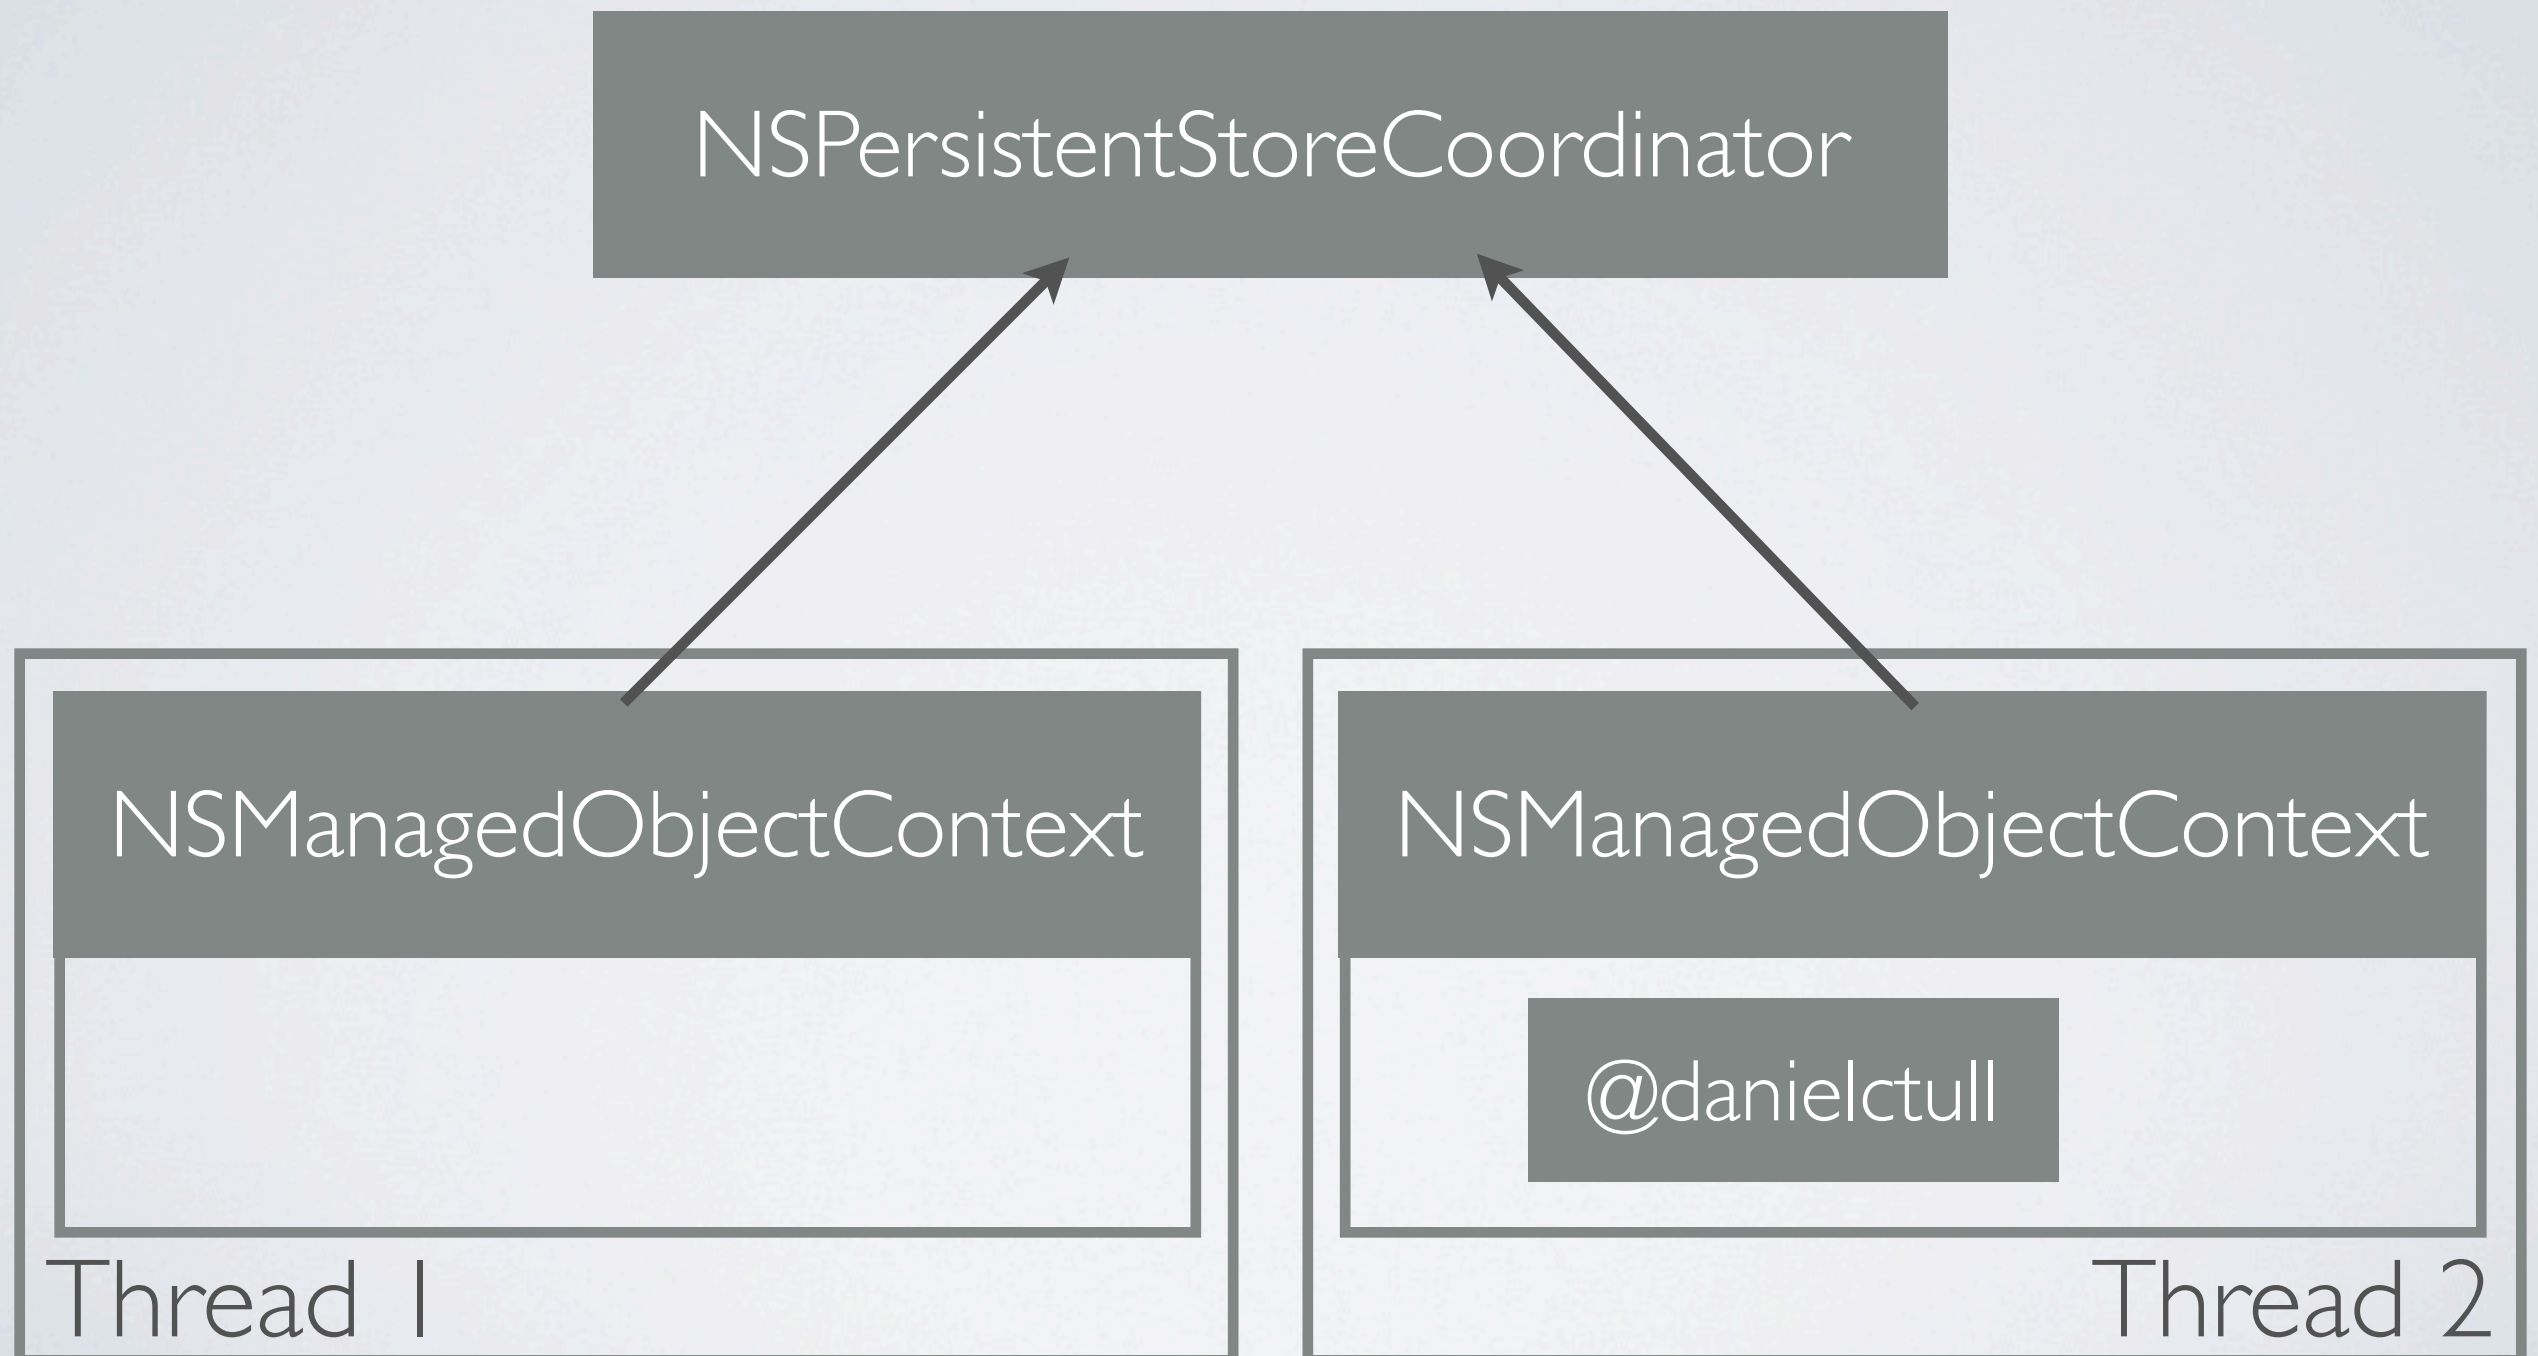 NSPersistentStoreCoordinator
NSManagedObjectContext
NSManagedObjectContext
@danielctull
Thread 1
Thread 2